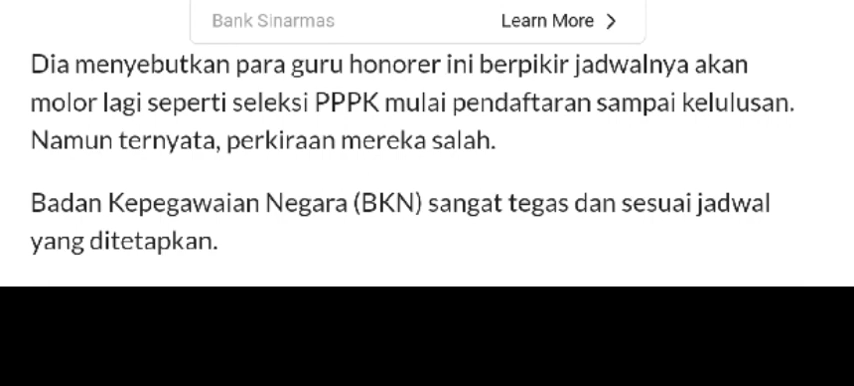 Bank Sinarmas
Learn More
Dia menyebutkan para guru honorer ini berpikir jadwalnya akan
molor lagi seperti seleksi PPPK mulai pendaftaran sampai kelulusan.
Namun ternyata, perkiraan mereka salah.
Badan Kepegawaian Negara (BKN) sangat tegas dan sesuai jadwal
yang ditetapkan.